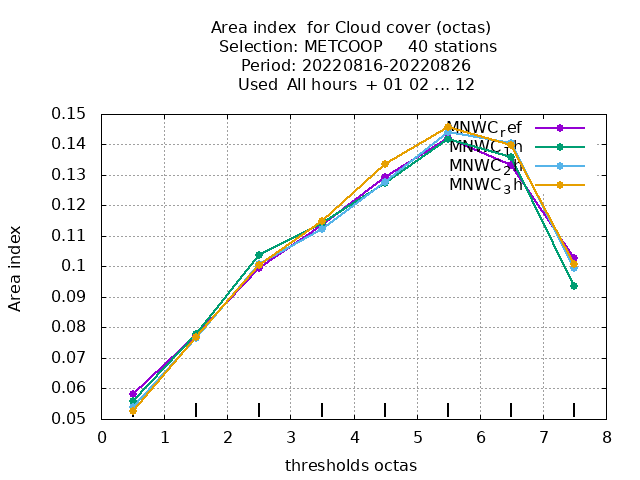 Area index  for Cloud cover (octas)
Selection: METCOOP     40 stations
Period: 20220816-20220826
Used  All hours  + 01 02 ... 12
MNWC_ref
MNWC_1h
MNWC_2h
MNWC_3h
0.15
0.14
0.13
0.12
0.11
0.1
0.09
0.08
0.07
0.06
0.05
Area index
0 1 2 3 4 5 6 7 8
thresholds octas